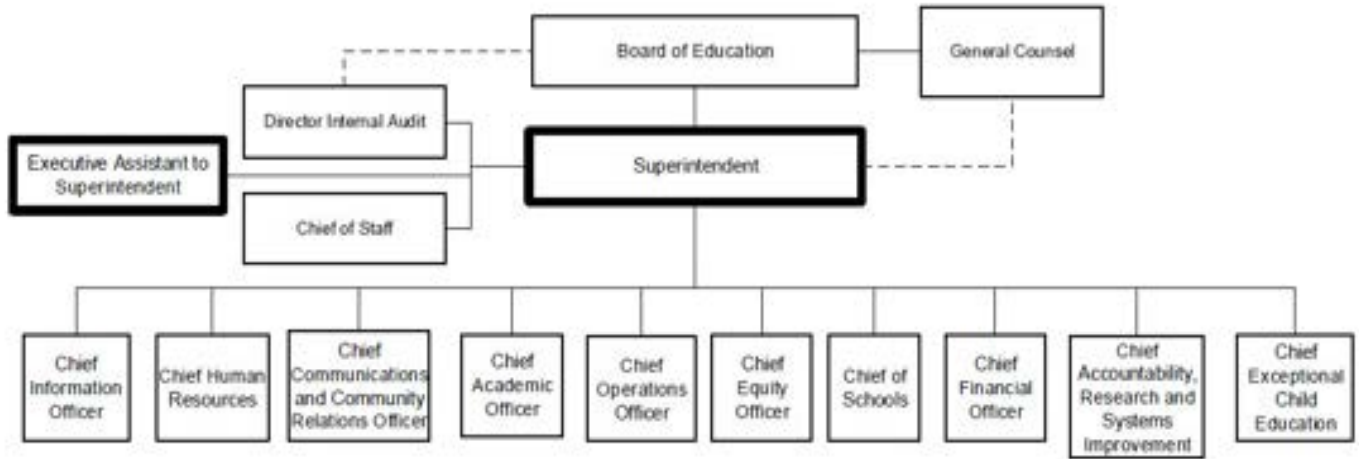 Board of Education
General Counsel
Director Internal Audit
Executive Assistant to
Superintendent
Superintendent
Chief of Staff
Chief
Information
Officer
Chief Human
Resources
Chief
Communications
and Community
Relations Officer
Chief
Academic
Officer
Chief
Operations
Officer
Chief
Equity
Officer
Chief of
Schools
Chief
Financial
Officer
Chief
Accountability,
Research and
Systems
Improvement
Chief
Exceptional
Child
Education